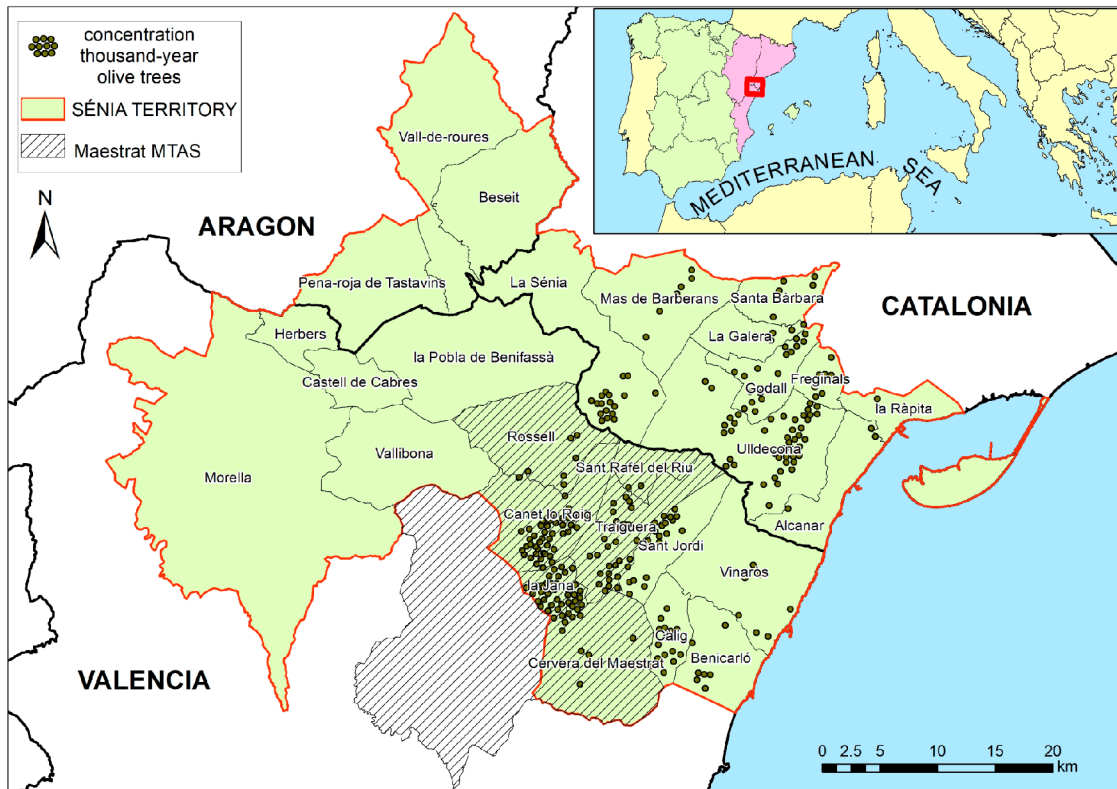 concentration
thousand-year
olive trees
SÉNIA TERRITORY
Maestrat MTAS
N
MEDITERRANEAN SEA
ARAGON
CATALONIA
VALENCIA
Vall-de-roures
Beseit
Pena-roja de Tastavins
La Sénia
Mas de Barberans
Santa Bàrbara
Herbers
la Pobla de Benifassà
La Galera
Castell de Cabres
Godall
Freginals
la Ràpita
Rossell
Vallibona
Ulldecona
Morella
Sant Rafel del Riu
Canet lo Roig
Traiguera
Alcanar
Sant Jordi
Vinaros
la Jana
Càlig
Benicarló
Cervera del Maestrat
0 2.5 5 10 15 20
km